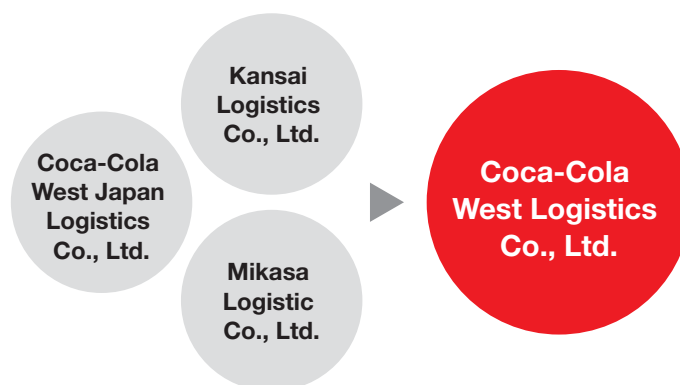 Kansai
Logistics
Co., Ltd.
Coca-Cola
West Japan
Logistics
Co., Ltd.
Mikasa
Logistic
Co., Ltd.
Coca-Cola
West Logistics
Co., Ltd.